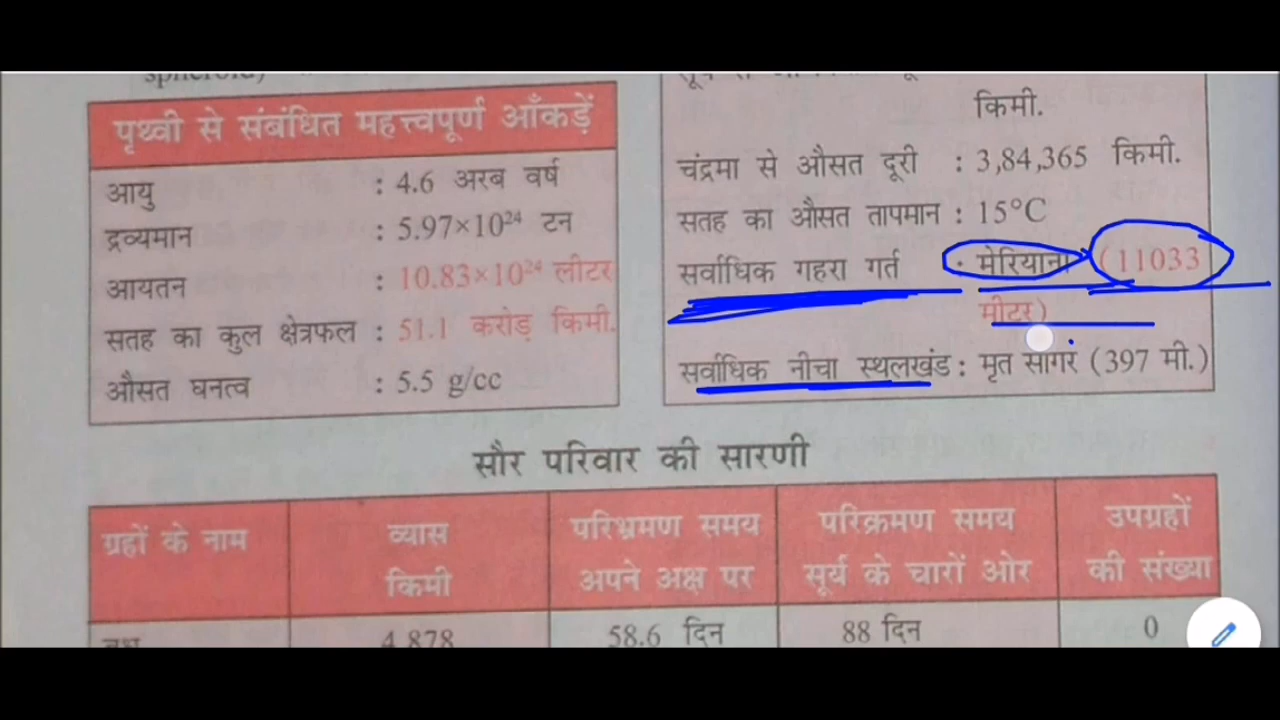 पृथ्वी से संबंधित महत्त्वपूर्ण आँकड़ें
आयु : 4.6 अरब वर्ष
द्रव्यमान : 5.97×10²⁴ टन
आयतन : 10.83×10²⁴ लीटर
सतह का कुल क्षेत्रफल : 51.1 करोड़ किमी.
औसत घनत्व : 5.5 g/cc
किमी.
चंद्रमा से औसत दूरी : 3,84,365 किमी.
सतह का औसत तापमान : 15°C
सर्वाधिक गहरा गर्त : मेरियाना (11033
मीटर)
सर्वाधिक नीचा स्थलखंड : मृत सागर (397 मी.)
सौर परिवार की सारणी
ग्रहों के नाम
व्यास
किमी
परिभ्रमण समय
अपने अक्ष पर
परिक्रमण समय
सूर्य के चारों ओर
उपग्रहों
की संख्या
4,878 58.6 दिन 88 दिन 0